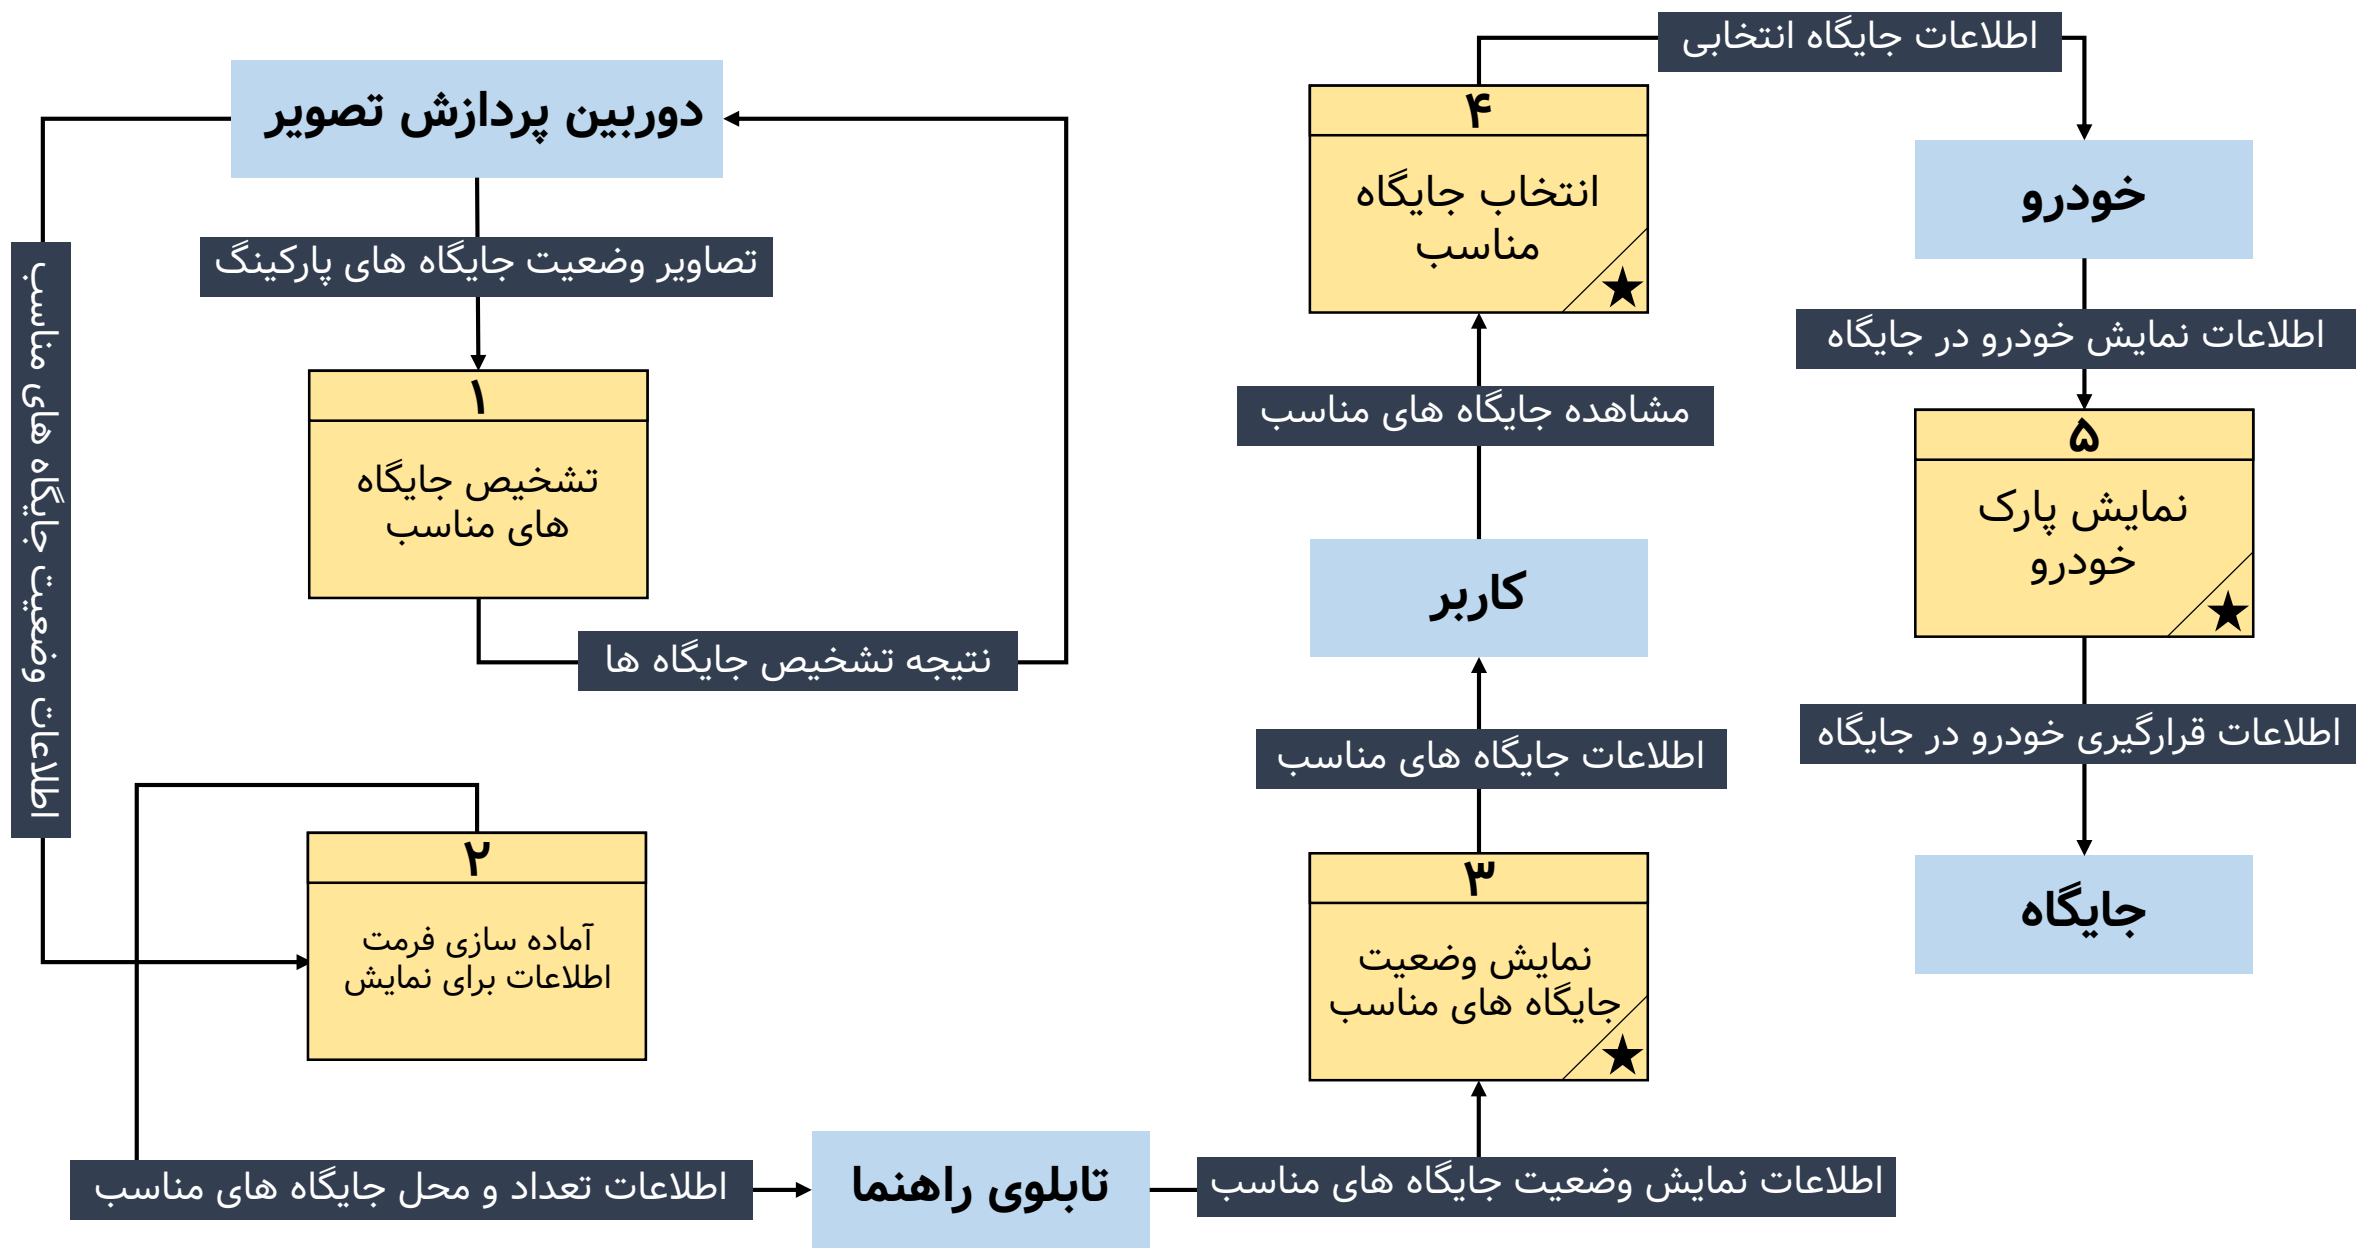 دوربین پردازش تصویر
تصاویر وضعیت جایگاه های پارکینگ
۱
تشخیص جایگاه
های مناسب
نتیجه تشخیص جایگاه ها
اطلاعات وضعیت جایگاه های مناسب
۲
آماده سازی فرمت
اطلاعات برای نمایش
اطلاعات تعداد و محل جایگاه های مناسب
تابلوی راهنما
اطلاعات نمایش وضعیت جایگاه های مناسب
۳
نمایش وضعیت
جایگاه های مناسب
اطلاعات جایگاه های مناسب
کاربر
مشاهده جایگاه های مناسب
۴
انتخاب جایگاه
مناسب
اطلاعات جایگاه انتخابی
خودرو
اطلاعات نمایش خودرو در جایگاه
۵
نمایش پارک
خودرو
اطلاعات قرارگیری خودرو در جایگاه
جایگاه